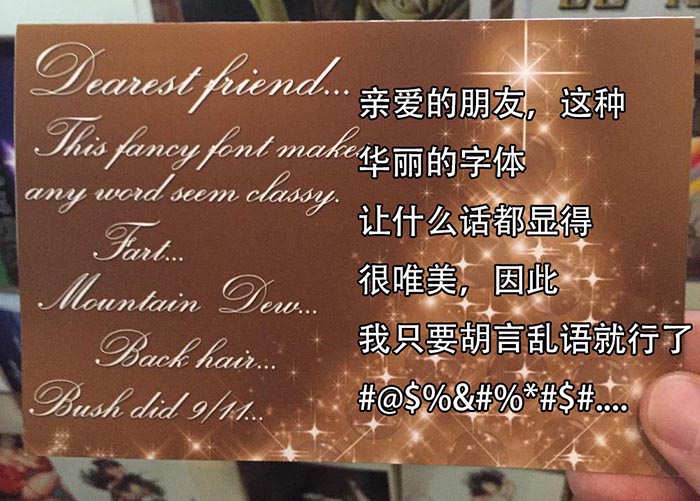 Dearest friend...
This fancy font makes
any word seem classy.
Fart...
Mountain Dew...
Back hair...
Bush did 9/11...
亲爱的朋友，这种
华丽的字体
让什么话都显得
很唯美，因此
我只要胡言乱语就行了
#@$%&#%*#$#....